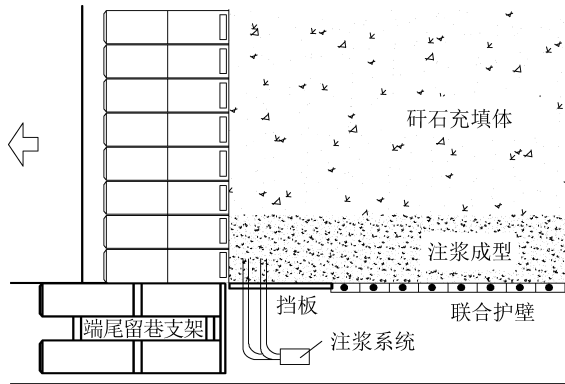 矸石充填体
注浆成型
挡板
联合护壁
端尾留巷支架
注浆系统